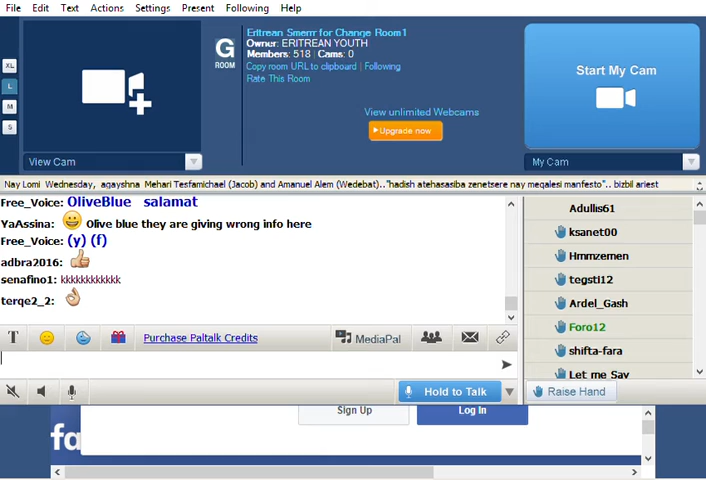 File Edit Text Actions Settings Present Following Help
XL
L
M
S
View Cam
G
ROOM
Eritrean Smerrr for Change Room1
Owner: ERITREAN YOUTH
Members: 518 | Cams: 0
Copy room URL to clipboard | Following
Rate This Room
View unlimited Webcams
Upgrade now
Start My Cam
My Cam
Nay Lomi Wednesday, agayshna Mehari Tesfamichael (Jacob) and Amanuel Alem (Wedebat).."hadish atehasasiba zenetsere nay meqalesi manfesto".. bizbil ariest
Free_Voice: OliveBlue salamat
YaAssina: Olive blue they are giving wrong info here
Free_Voice: (y) (f)
adbra2016:
senafino1: kkkkkkkkkkkk
terqe2_2:
Adullis61
ksanet00
Hmmzemen
tegsti12
Ardel_Gash
Foro12
shifta-fara
Let me Say
T
Purchase Paltalk Credits
MediaPal
Hold to Talk
Raise Hand
fa
Sign Up
Log In